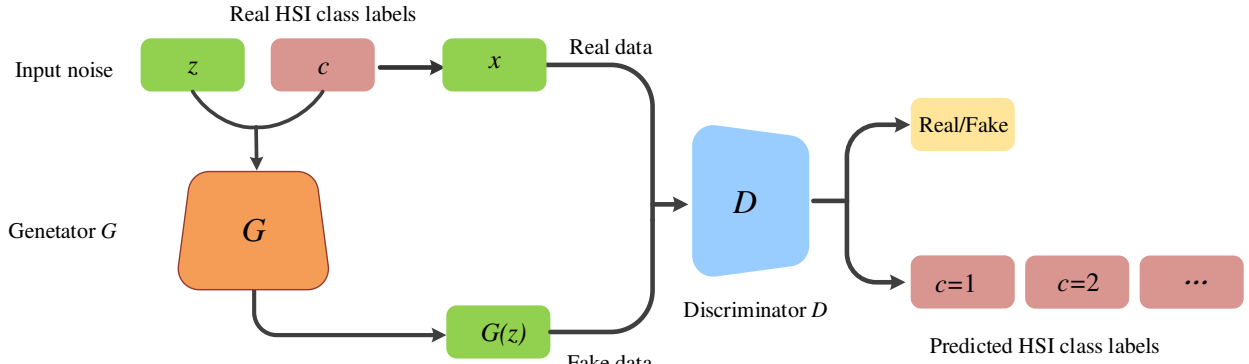 Real HSI class labels
Input noise
z
c
x
Real data
Real/Fake
D
Genetator G
G
Discriminator D
c=1
c=2
...
G(z)
Fake data
Predicted HSI class labels